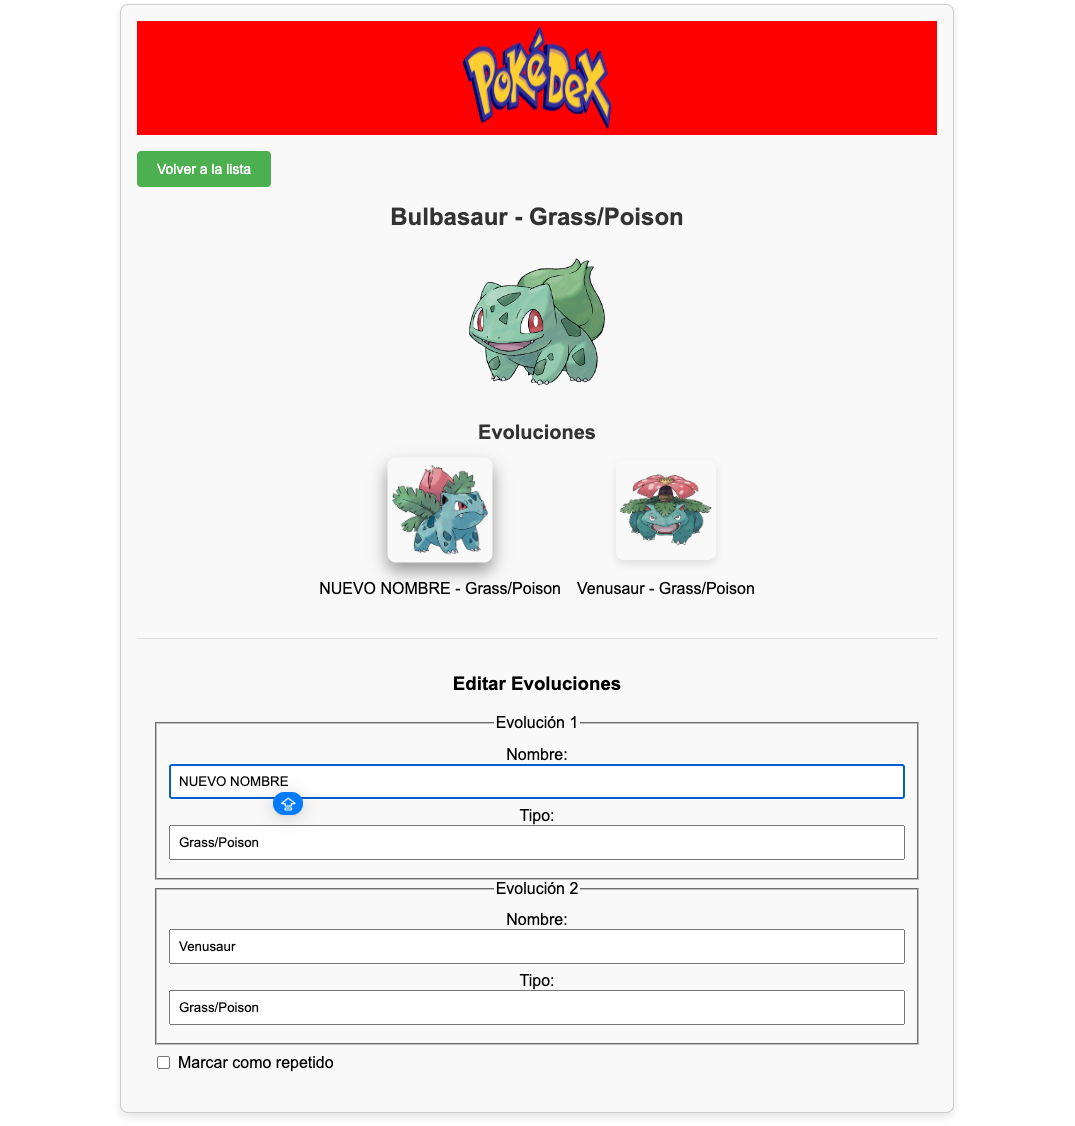 PokéDex
Volver a la lista
Bulbasaur - Grass/Poison
Evoluciones
NUEVO NOMBRE - Grass/Poison
Venusaur - Grass/Poison
Editar Evoluciones
Evolución 1
Nombre:
NUEVO NOMBRE
Tipo:
Grass/Poison
Evolución 2
Nombre:
Venusaur
Tipo:
Grass/Poison
Marcar como repetido